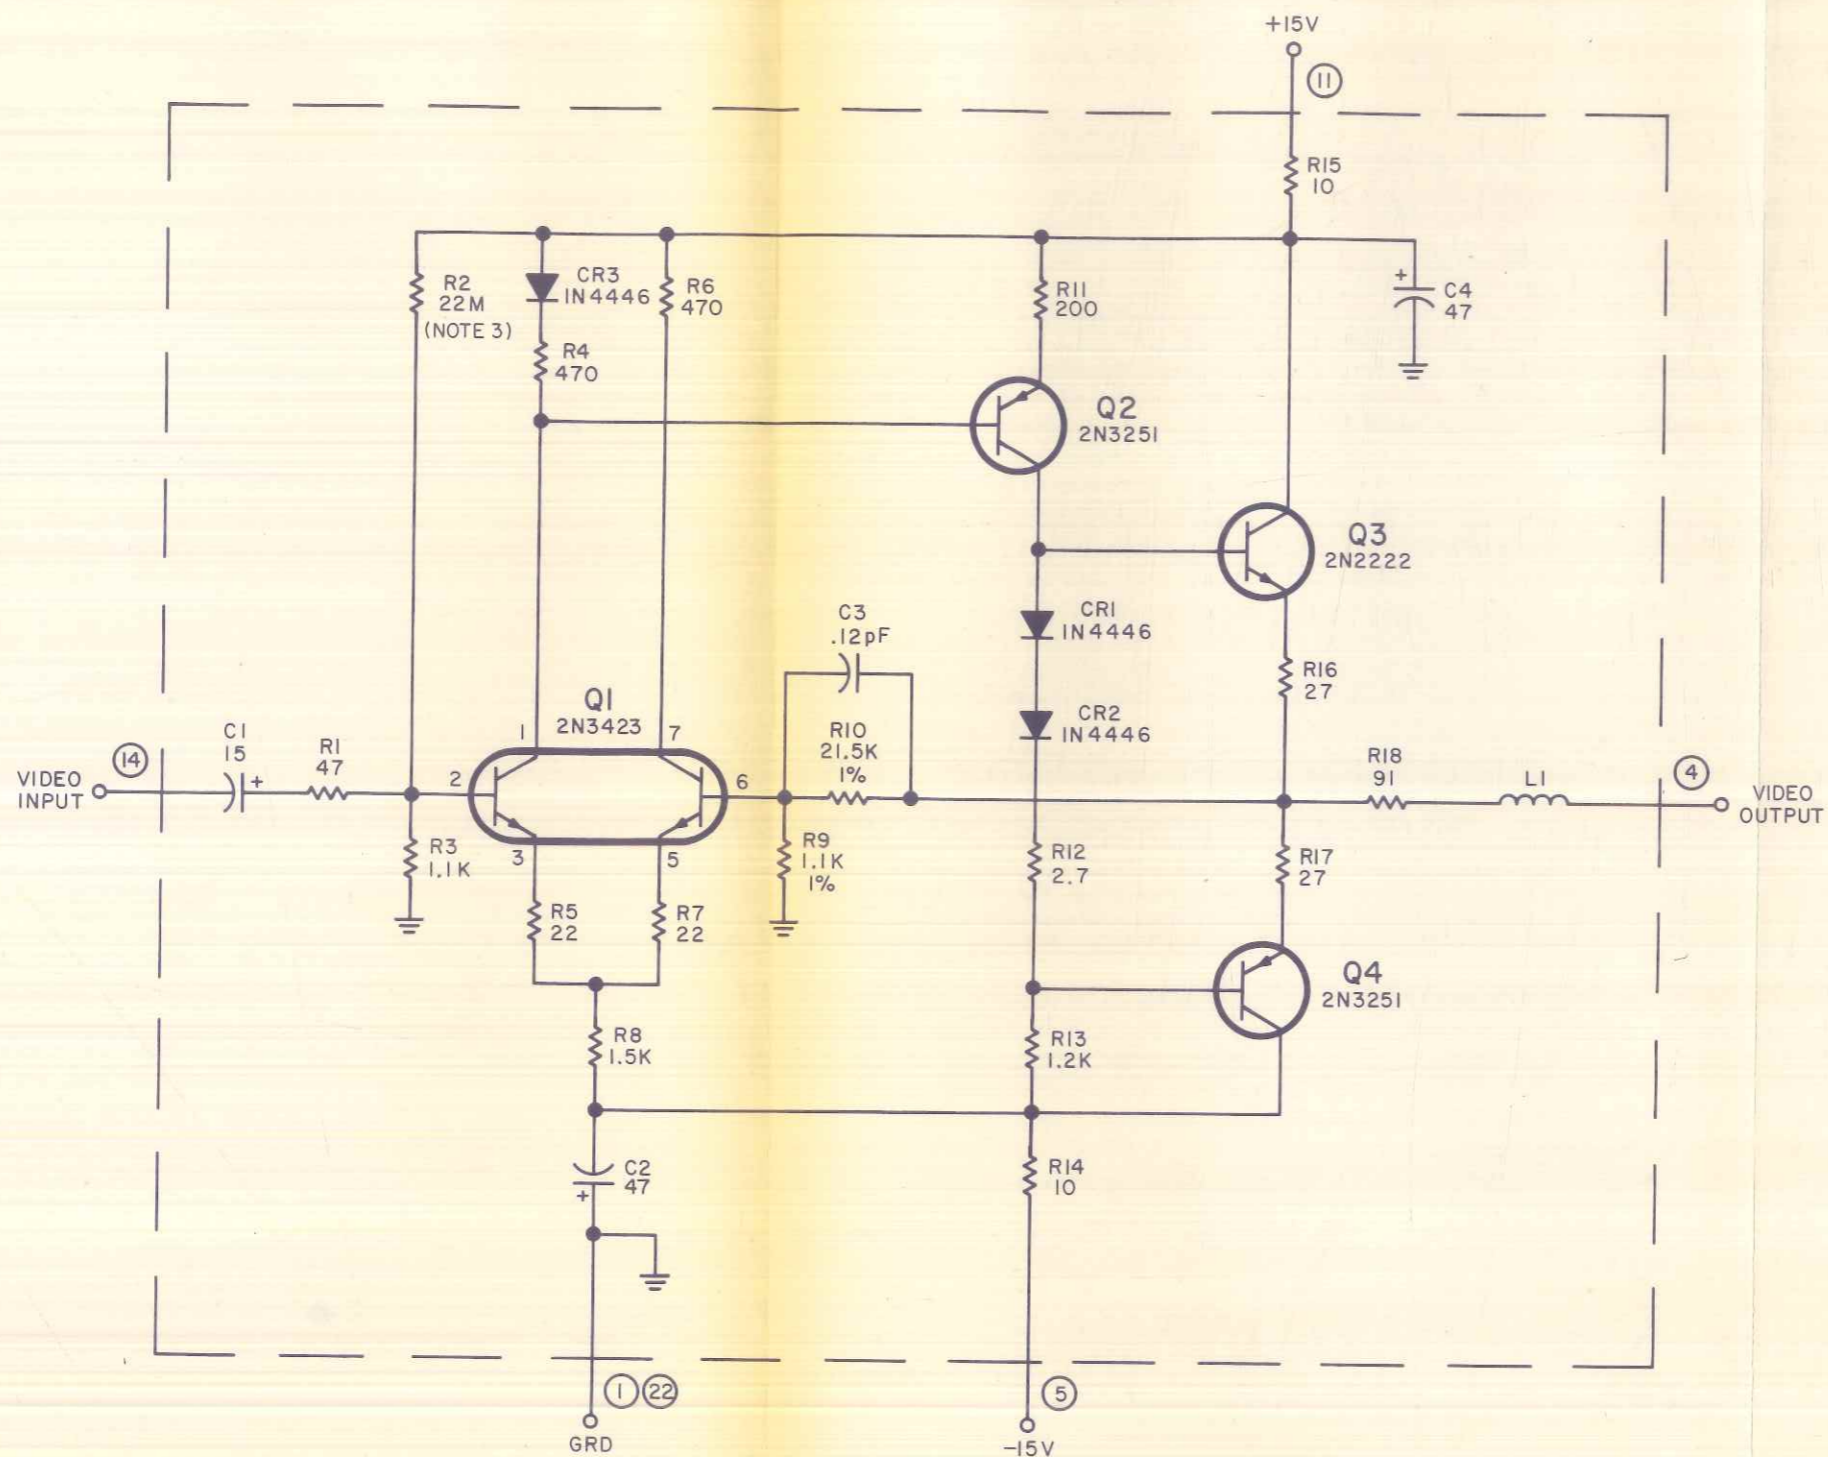 +15V
11
R15
10
R2
22M
(NOTE 3)
CR3
IN4446
R6
470
R4
470
R11
200
C4
47
+
Q2
2N3251
Q3
2N2222
C3
.12pF
CR1
IN4446
R16
27
Q1
2N3423
1
7
2
6
3
5
R10
21.5K
1%
CR2
IN4446
R18
91
L1
4
VIDEO
OUTPUT
VIDEO
INPUT
14
C1
15
+
R1
47
R3
1.1K
R9
1.1K
1%
R12
2.7
R17
27
R5
22
R7
22
Q4
2N3251
R8
1.5K
R13
1.2K
C2
47
+
R14
10
1 22
GRD
5
-15V